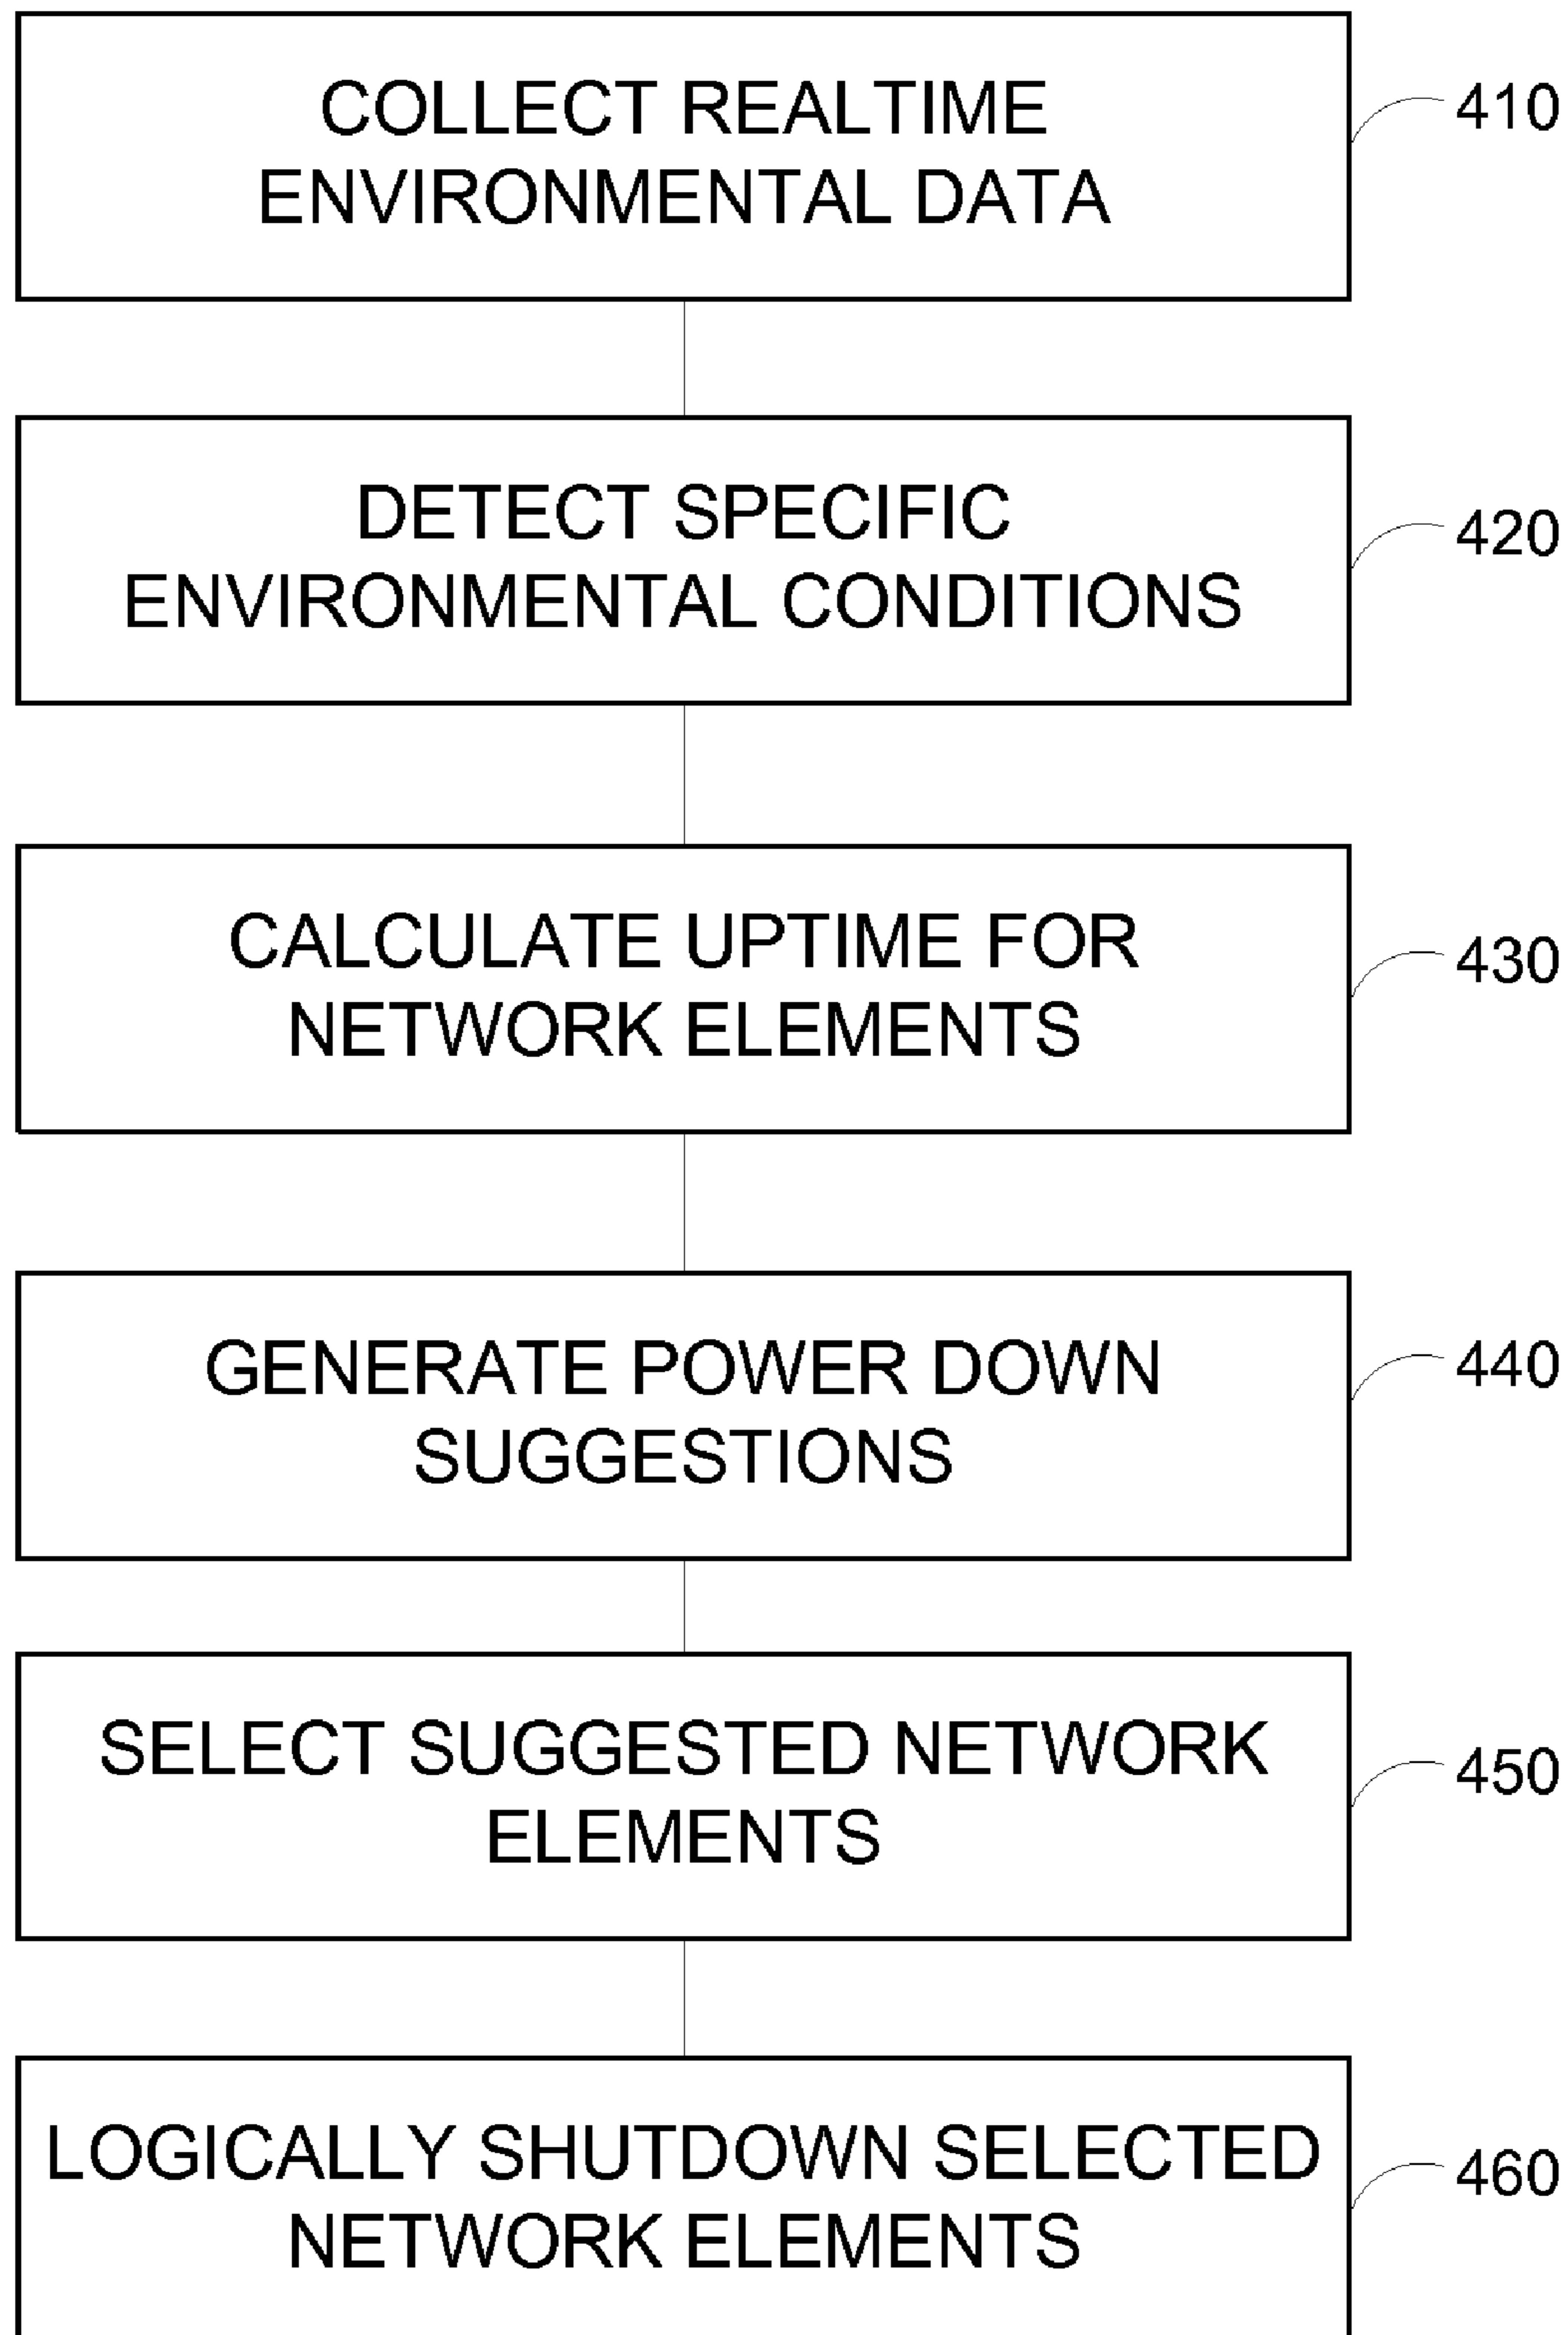 COLLECT REALTIME
ENVIRONMENTAL DATA
410
DETECT SPECIFIC
ENVIRONMENTAL CONDITIONS
420
CALCULATE UPTIME FOR
NETWORK ELEMENTS
430
GENERATE POWER DOWN
SUGGESTIONS
440
SELECT SUGGESTED NETWORK
ELEMENTS
450
LOGICALLY SHUTDOWN SELECTED
NETWORK ELEMENTS
460